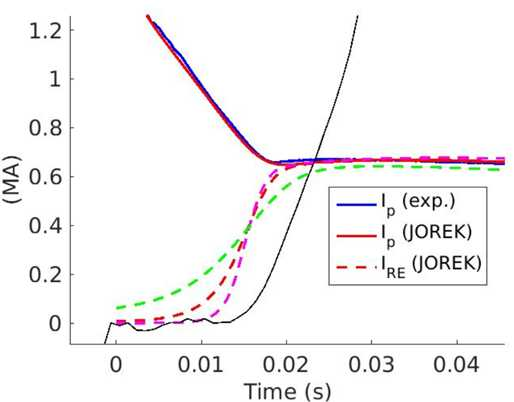 1.2
1
0.8
0.6
0.4
0.2
0
(MA)
I_p (exp.)
I_p (JOREK)
I_RE (JOREK)
0 0.01 0.02 0.03 0.04
Time (s)